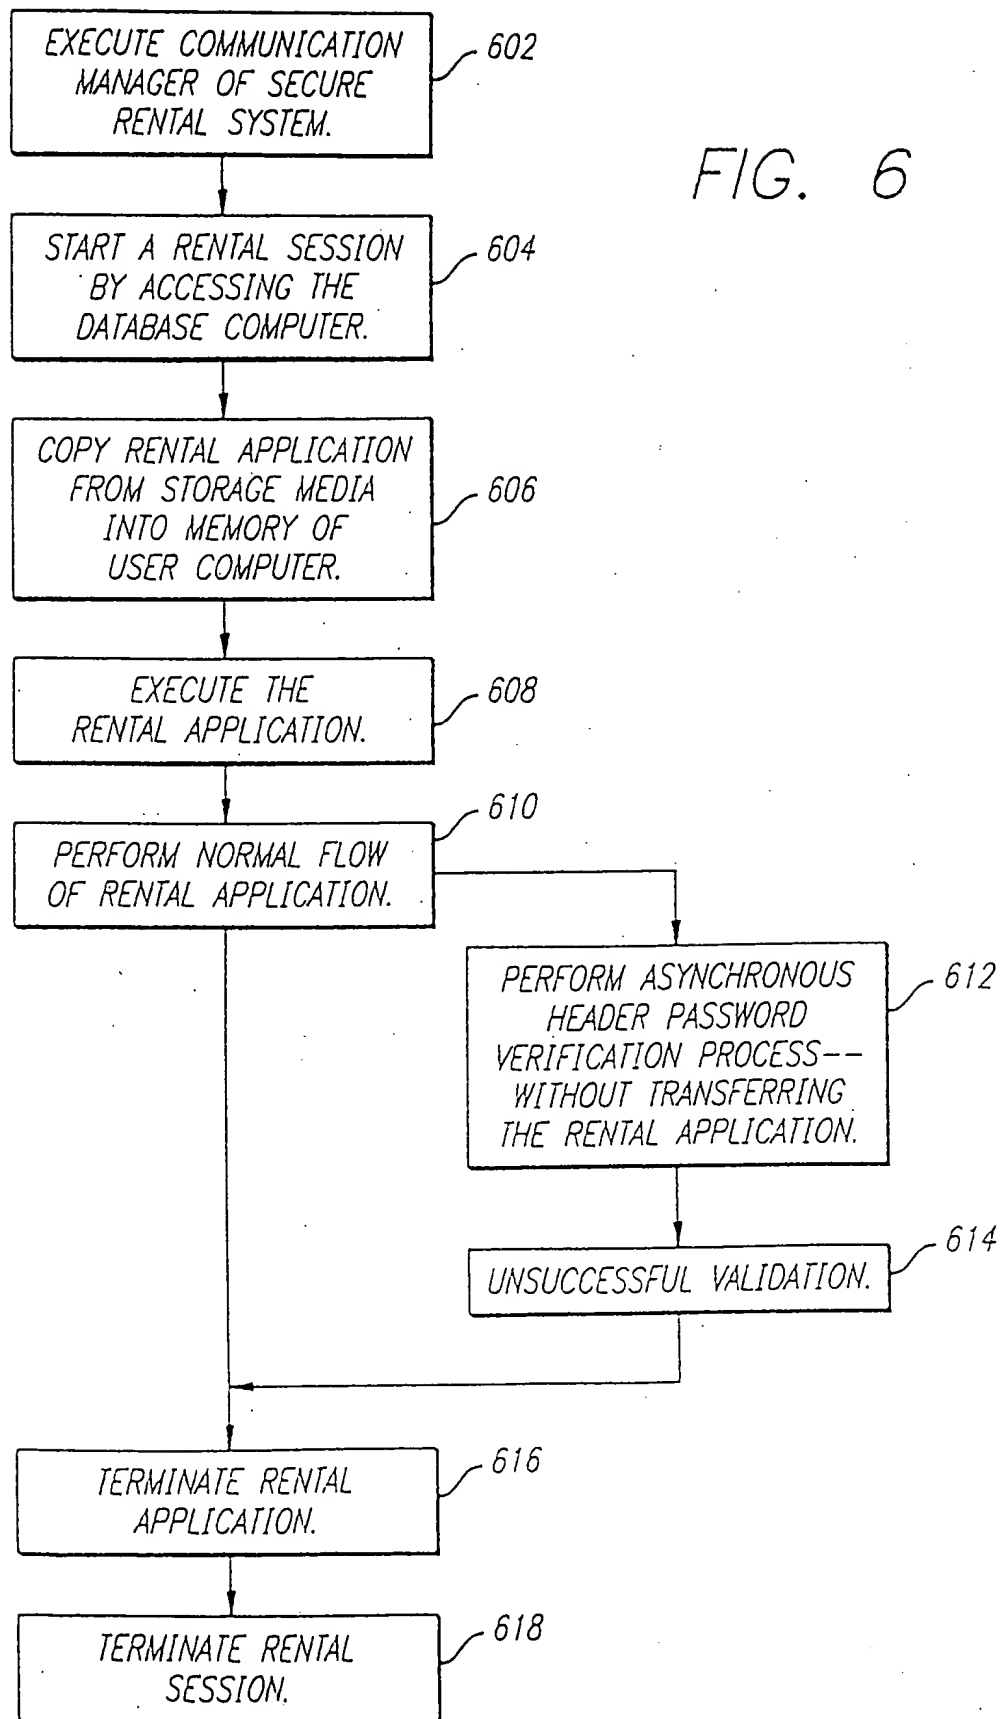 EXECUTE COMMUNICATION
MANAGER OF SECURE
RENTAL SYSTEM.
602
FIG. 6
START A RENTAL SESSION
BY ACCESSING THE
DATABASE COMPUTER.
604
COPY RENTAL APPLICATION
FROM STORAGE MEDIA
INTO MEMORY OF
USER COMPUTER.
606
EXECUTE THE
RENTAL APPLICATION.
608
PERFORM NORMAL FLOW
OF RENTAL APPLICATION.
610
PERFORM ASYNCHRONOUS
HEADER PASSWORD
VERIFICATION PROCESS--
WITHOUT TRANSFERRING
THE RENTAL APPLICATION.
612
UNSUCCESSFUL VALIDATION.
614
TERMINATE RENTAL
APPLICATION.
616
TERMINATE RENTAL
SESSION.
618